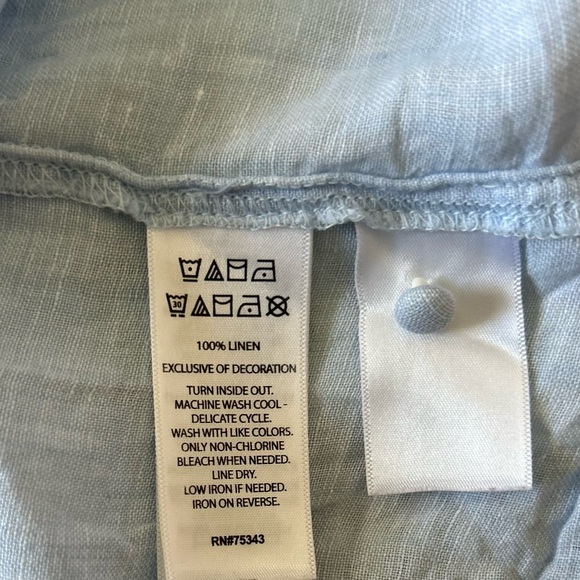 30
100% LINEN
EXCLUSIVE OF DECORATION
TURN INSIDE OUT.
MACHINE WASH COOL -
DELICATE CYCLE.
WASH WITH LIKE COLORS.
ONLY NON-CHLORINE
BLEACH WHEN NEEDED.
LINE DRY.
LOW IRON IF NEEDED.
IRON ON REVERSE.
RN#75343